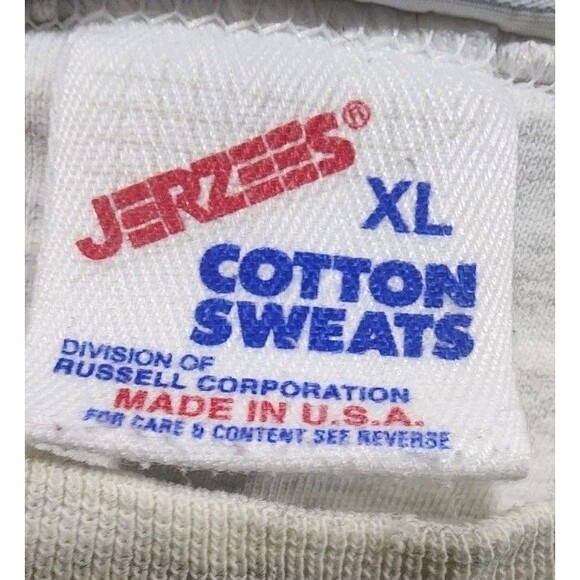 JERZEES®
XL
COTTON
SWEATS
DIVISION OF
RUSSELL CORPORATION
MADE IN U.S.A.
FOR CARE & CONTENT SEE REVERSE